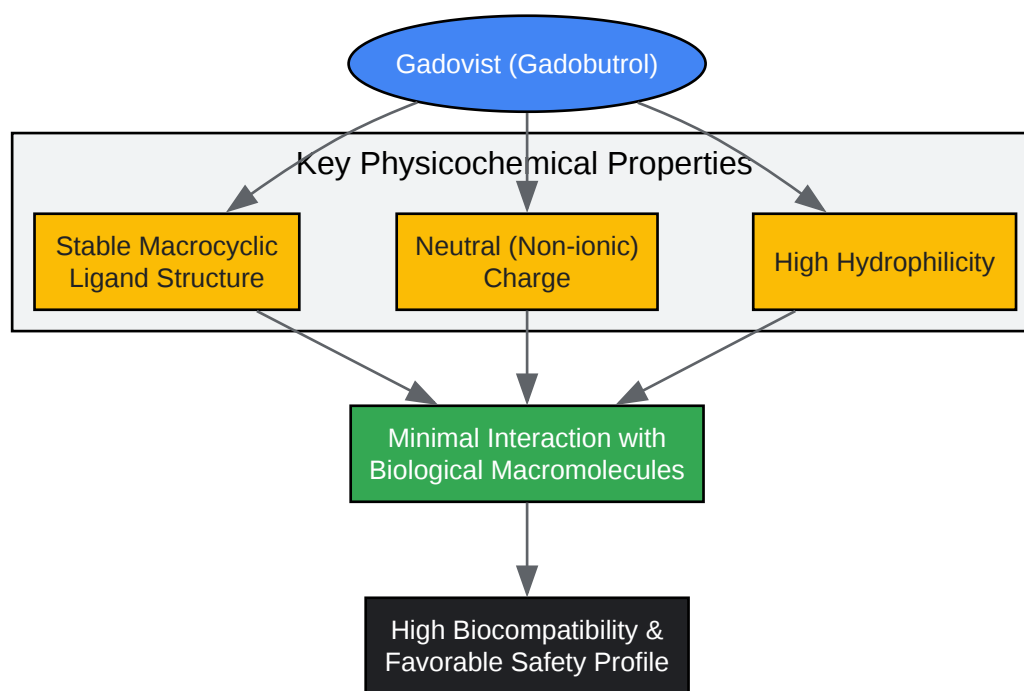 Gadovist (Gadobutrol)
Key Physicochemical Properties
Stable Macrocyclic
Ligand Structure
Neutral (Non-ionic)
Charge
High Hydrophilicity
Minimal Interaction with
Biological Macromolecules
High Biocompatibility &
Favorable Safety Profile